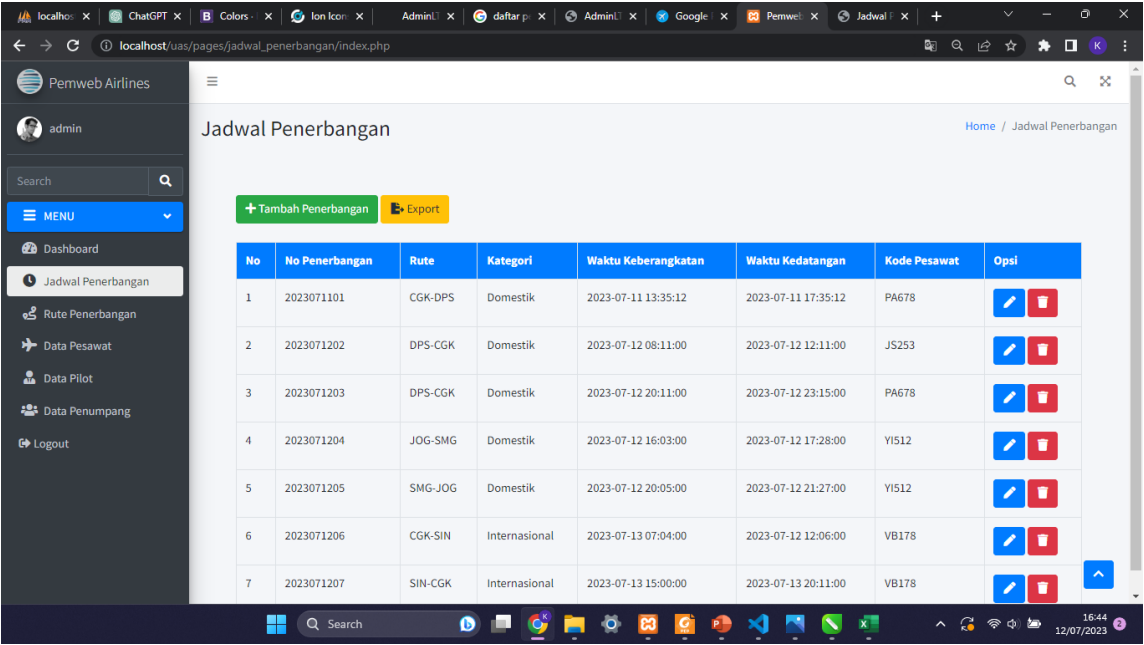 localhos
ChatGPT
B Colors ·
Ion Icon
AdminLT
daftar pe
AdminLT
Google
Pemweb
Jadwal P
localhost/uas/pages/jadwal_penerbangan/index.php
K
Pemweb Airlines
admin
Search
MENU
Dashboard
Jadwal Penerbangan
Rute Penerbangan
Data Pesawat
Data Pilot
Data Penumpang
Logout
Jadwal Penerbangan
Home / Jadwal Penerbangan
Tambah Penerbangan Export
No No Penerbangan Rute Kategori Waktu Keberangkatan Waktu Kedatangan Kode Pesawat Opsi
1 2023071101 CGK-DPS Domestik 2023-07-11 13:35:12 2023-07-11 17:35:12 PA678
2 2023071202 DPS-CGK Domestik 2023-07-12 08:11:00 2023-07-12 12:11:00 JS253
3 2023071203 DPS-CGK Domestik 2023-07-12 20:11:00 2023-07-12 23:15:00 PA678
4 2023071204 JOG-SMG Domestik 2023-07-12 16:03:00 2023-07-12 17:28:00 YI512
5 2023071205 SMG-JOG Domestik 2023-07-12 20:05:00 2023-07-12 21:27:00 YI512
6 2023071206 CGK-SIN Internasional 2023-07-13 07:04:00 2023-07-12 12:06:00 VB178
7 2023071207 SIN-CGK Internasional 2023-07-13 15:00:00 2023-07-13 20:11:00 VB178
Search
16:44
12/07/2023 2